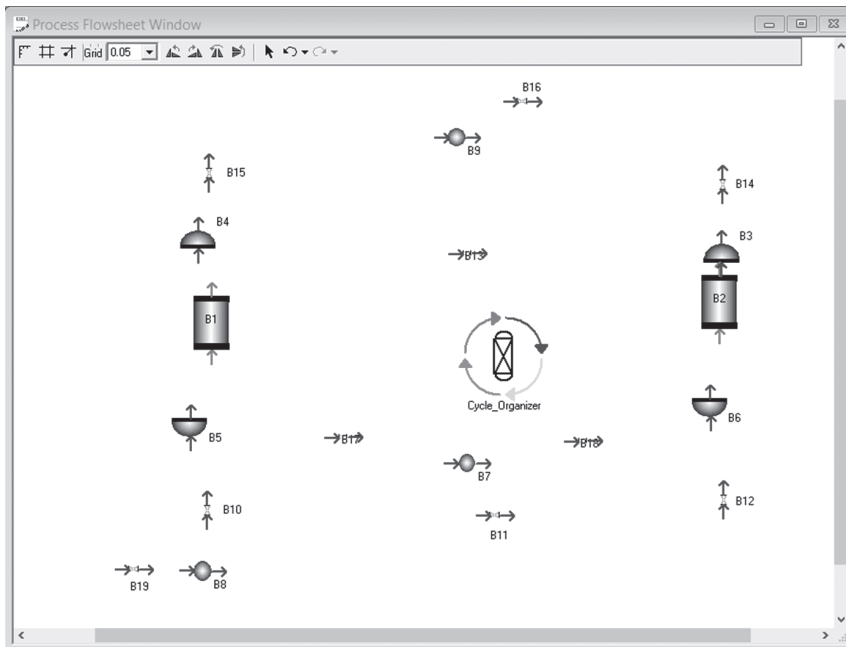 Process Flowsheet Window
Grid 0.05
B16
B9
B15
B14
B4
B3
B13
B2
B1
Cycle_Organizer
B6
B5
B17
B18
B7
B12
B10
B11
B19
B8